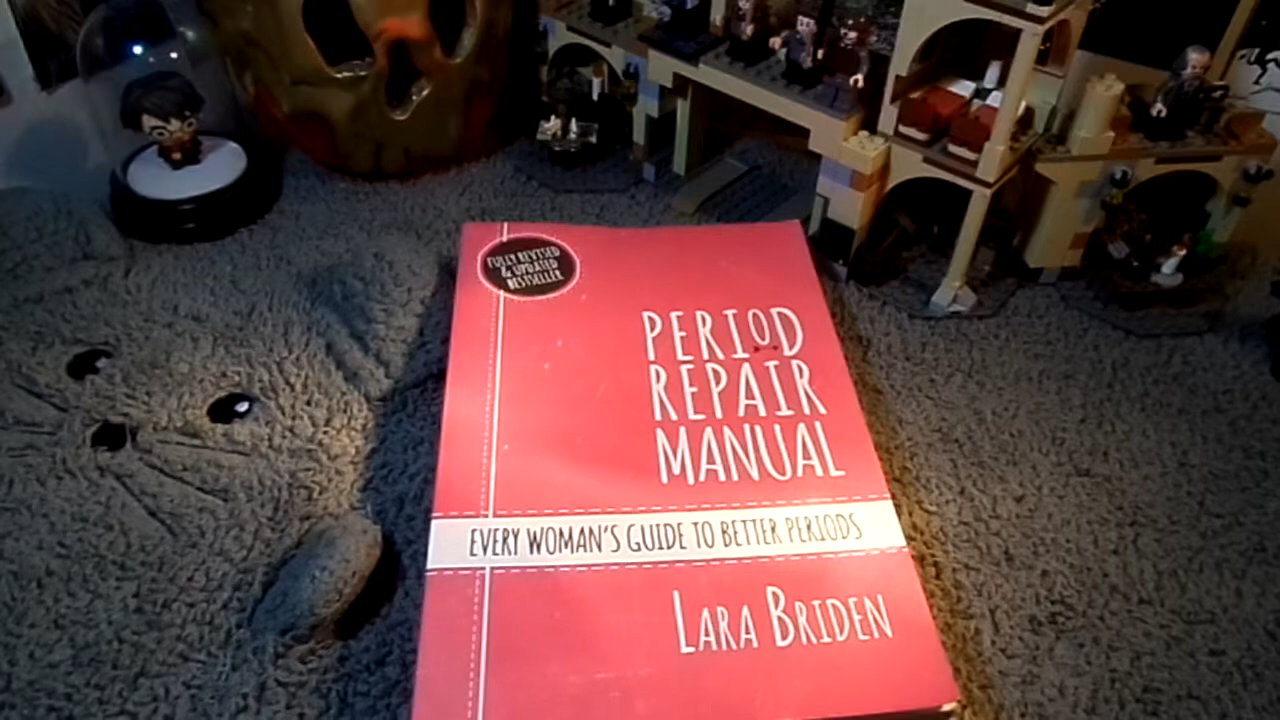 FULLY REVISED
& UPDATED
BESTSELLER
PERIOD
REPAIR
MANUAL
EVERY WOMAN'S GUIDE TO BETTER PERIODS
LARA BRIDEN